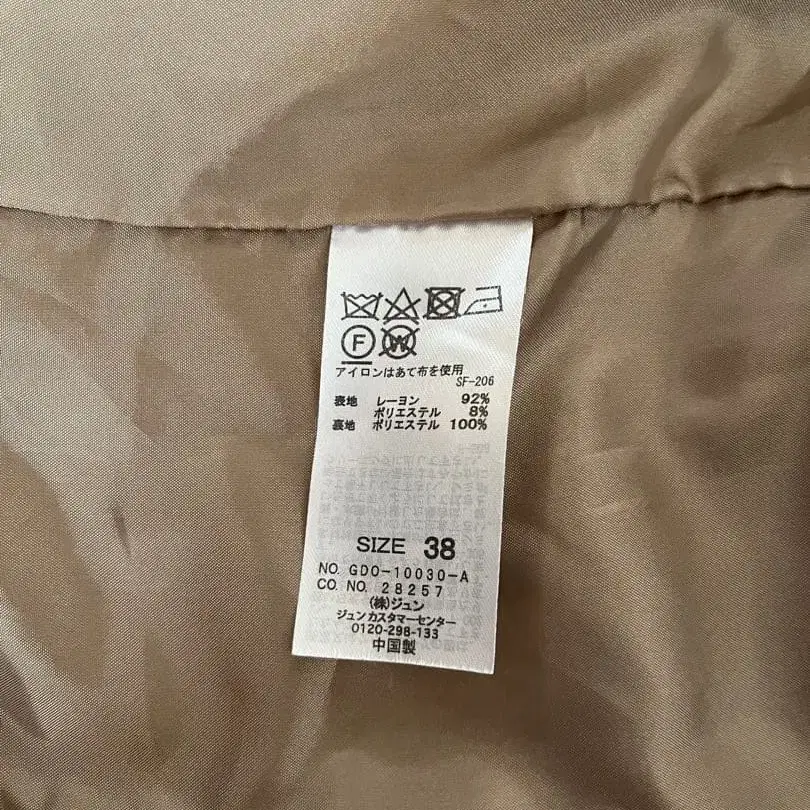 F W
アイロンはあて布を使用
SF-206
表地 レーヨン 92%
ポリエステル 8%
裏地 ポリエステル 100%
SIZE 38
NO. GDO-10030-A
CO. NO. 28257
(株)ジュン
ジュンカスタマーセンター
0120-298-133
中国製